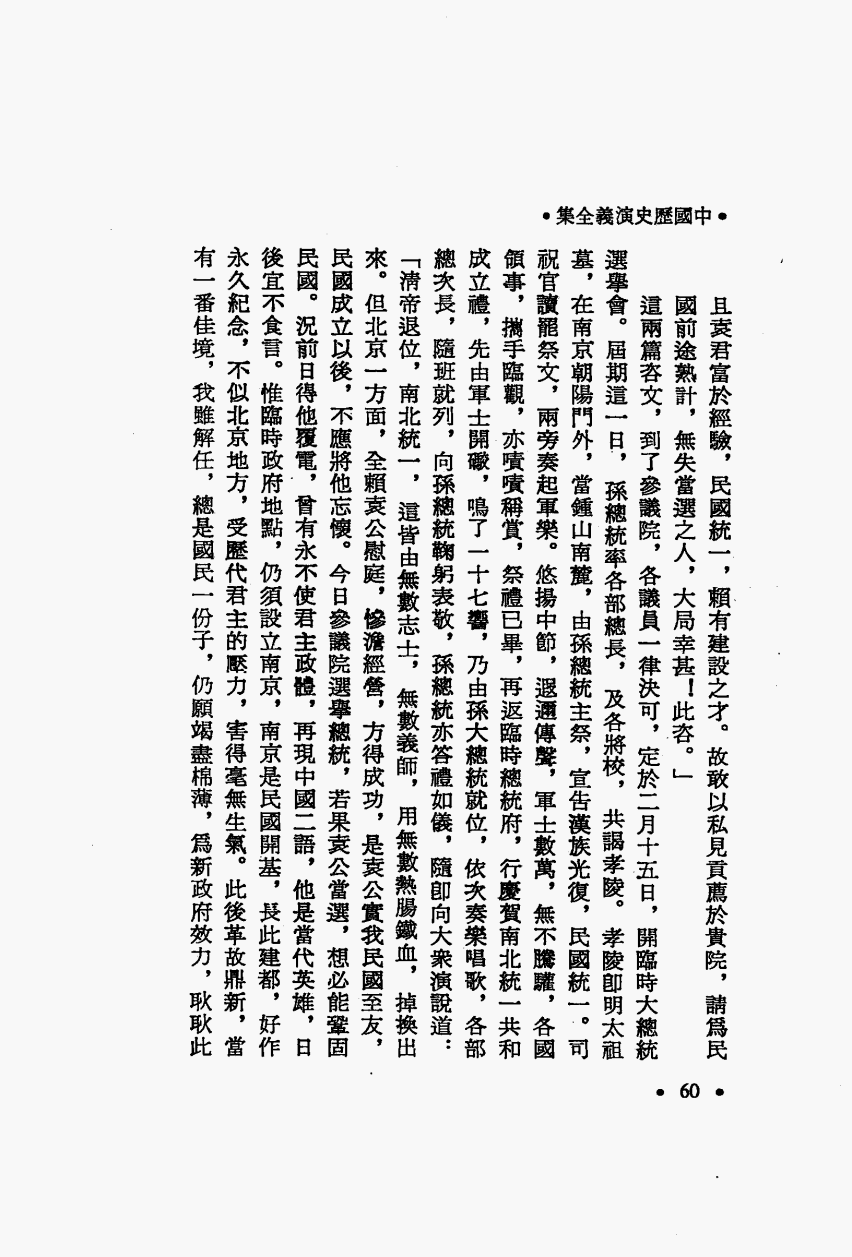 •中國歷史演義全集•
且袁君富於經驗，民國統一，賴有建設之才。故敢以私見貢薦於貴院，請爲民
國前途熟計，無失當選之人，大局幸甚！此咨。」
這兩篇咨文，到了參議院，各議員一律決可，定於二月十五日，開臨時大總統
選舉會。屆期這一日，孫總統率各部總長，及各將校，共謁孝陵。孝陵卽明太祖
墓，在南京朝陽門外，當鍾山南麓，由孫總統主祭，宣告漢族光復，民國統一。司
祝官讀罷祭文，兩旁奏起軍樂。悠揚中節，遐邇傳聲，軍士數萬，無不騰驩，各國
領事，攜手臨觀，亦嘖嘖稱賞，祭禮已畢，再返臨時總統府，行慶賀南北統一共和
成立禮，先由軍士開礮，鳴了一十七響，乃由孫大總統就位，依次奏樂唱歌，各部
總次長，隨班就列，向孫總統鞠躬表敬，孫總統亦答禮如儀，隨卽向大衆演說道：
「淸帝退位，南北統一，這皆由無數志士，無數義師，用無數熱腸鐵血，掉換出
來。但北京一方面，全賴袁公慰庭，慘澹經營，方得成功，是袁公實我民國至友，
民國成立以後，不應將他忘懷。今日參議院選舉總統，若果袁公當選，想必能鞏固
民國。況前日得他覆電，曾有永不使君主政體，再現中國二語，他是當代英雄，日
後宜不食言。惟臨時政府地點，仍須設立南京，南京是民國開基，長此建都，好作
永久紀念，不似北京地方，受歷代君主的壓力，害得毫無生氣。此後革故鼎新，當
有一番佳境，我雖解任，總是國民一份子，仍願竭盡棉薄，爲新政府效力，耿耿此
• 60 •